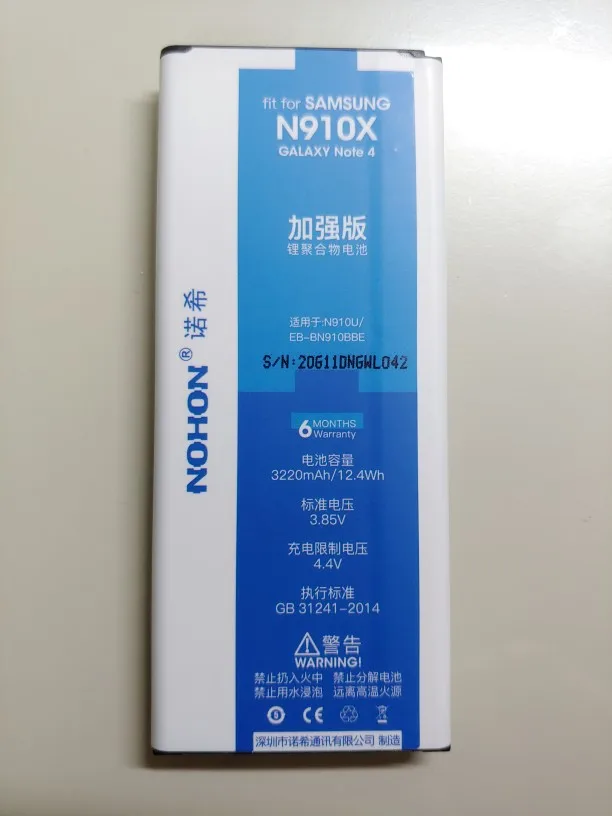 fit for SAMSUNG
N910X
GALAXY Note 4
加强版
锂聚合物电池
适用于:N910U/
EB-BN910BBE
S/N:20611DNGWL042
NOHON® 诺希
6 MONTHS
Warranty
电池容量
3220mAh/12.4Wh
标准电压
3.85V
充电限制电压
4.4V
执行标准
GB 31241-2014
警告
WARNING!
禁止扔入火中 禁止分解电池
禁止用水浸泡 远离高温火源
CE
深圳市诺希通讯有限公司 制造